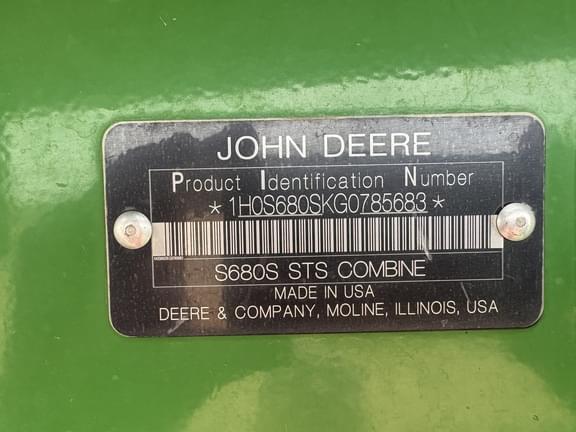 JOHN DEERE
Product Identification Number
* 1H0S680SKG0785683 *
S680S STS COMBINE
MADE IN USA
DEERE & COMPANY, MOLINE, ILLINOIS, USA